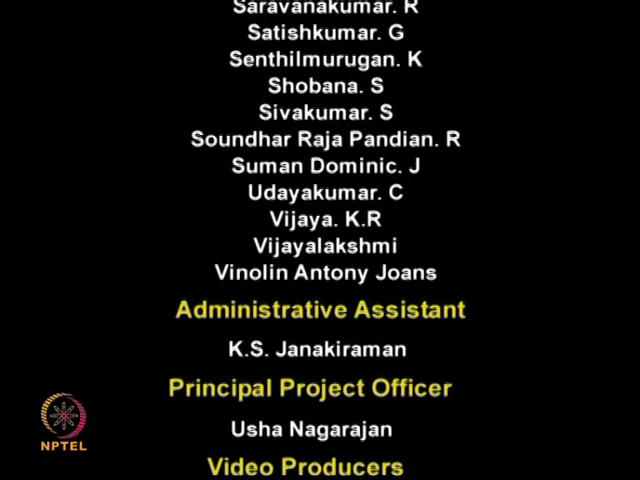 Saravanakumar. R
Satishkumar. G
Senthilmurugan. K
Shobana. S
Sivakumar. S
Soundhar Raja Pandian. R
Suman Dominic. J
Udayakumar. C
Vijaya. K.R
Vijayalakshmi
Vinolin Antony Joans
Administrative Assistant
K.S. Janakiraman
Principal Project Officer
Usha Nagarajan
Video Producers
NPTEL